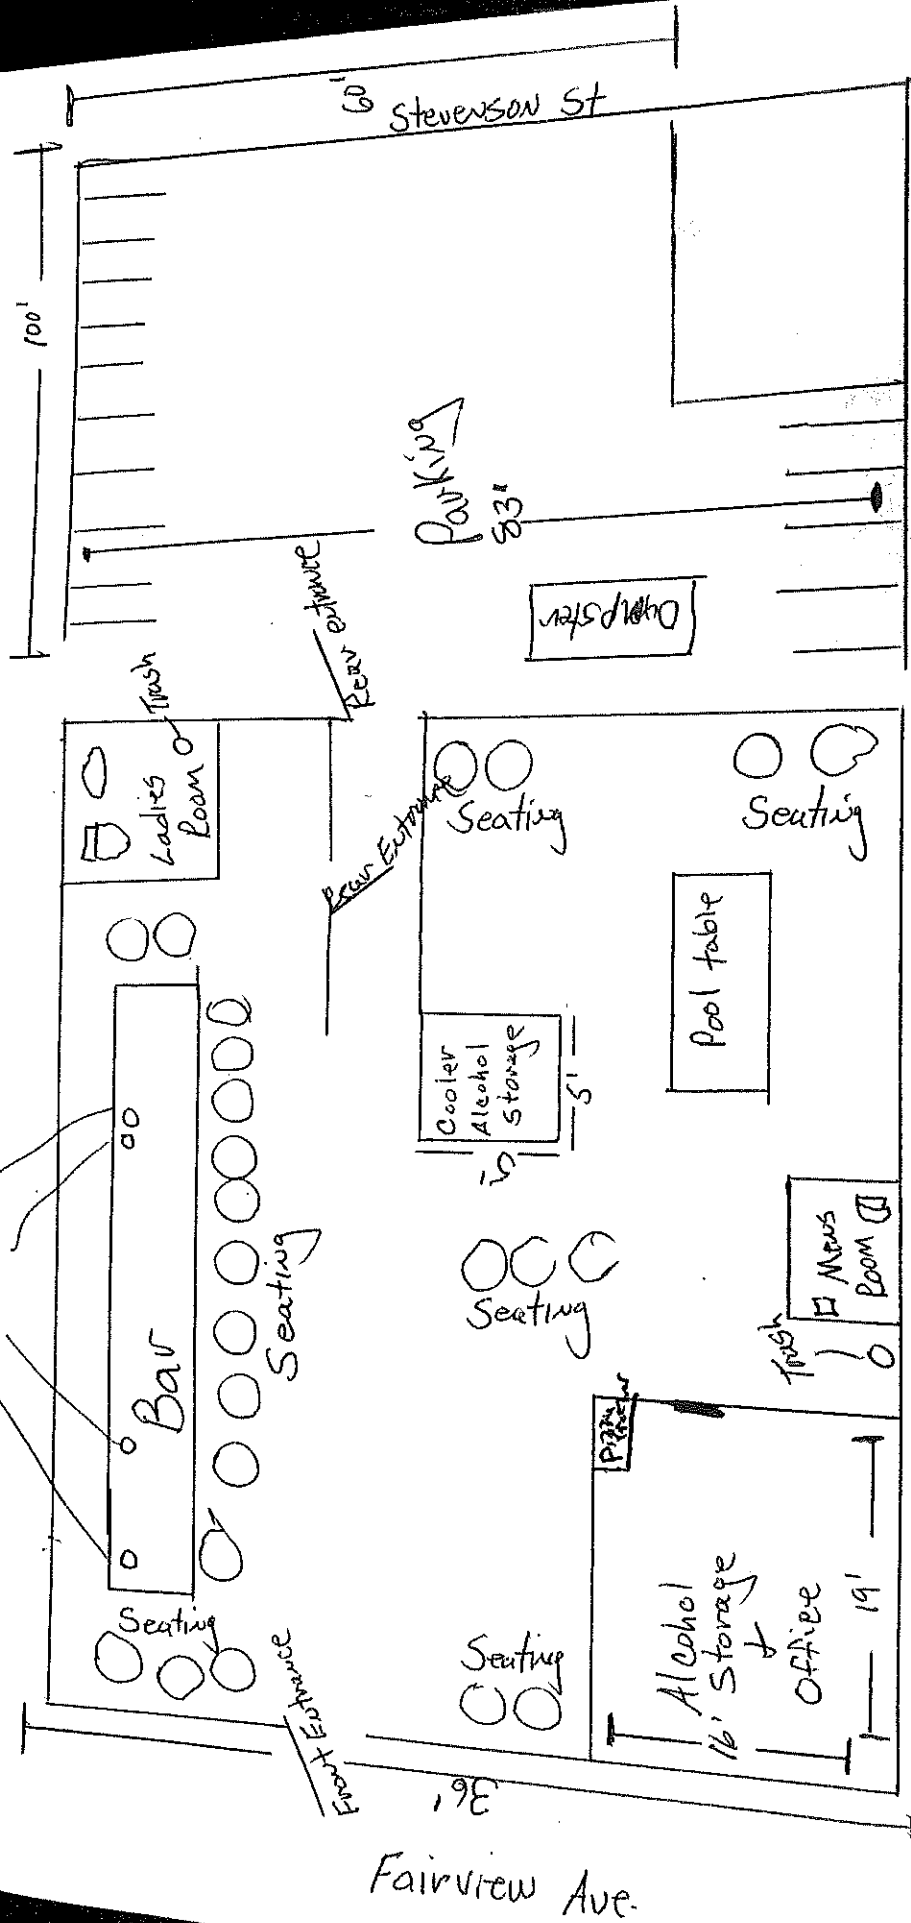 60'
Stevenson St
100'
Parking
83'
Dumpster
Rear entrance
Trash
Ladies
Room
Rear Entrance
Seating
Seating
Pool table
Cooler
Alcohol
Storage
5'
5'
Bar
Seating
Seating
Mens
Room
Trash
Pizza
Seating
Seating
Alcohol
Storage
+
Office
16'
19'
Front Entrance
36'
Fairview Ave.